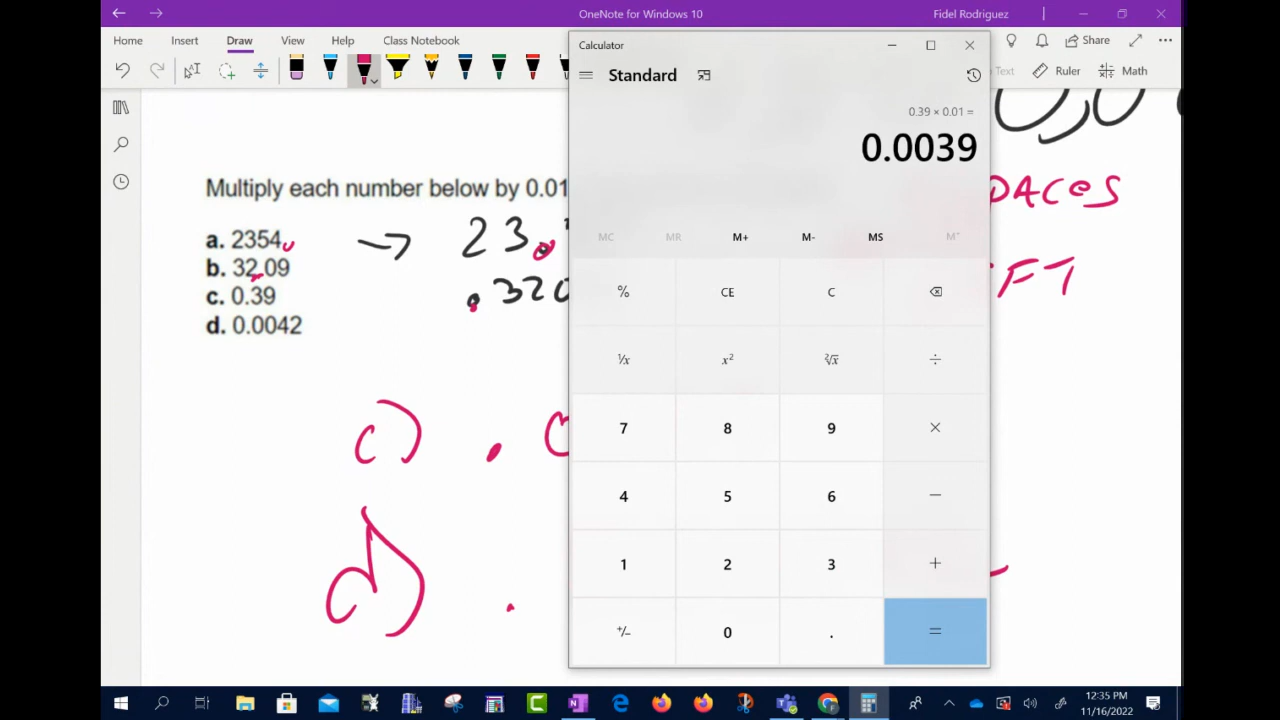 OneNote for Windows 10
Fidel Rodriguez
Home Insert Draw View Help Class Notebook
Share
Text Ruler Math
Calculator
Standard
0.39 × 0.01 =
0.0039
MC MR M+ M- MS M˅
% CE C ⌫
¹/x x² ²√x ÷
7 8 9 ×
4 5 6 −
1 2 3 +
+/- 0 . =
Multiply each number below by 0.01
a. 2354 → 23.
b. 32.09 .320
c. 0.39
d. 0.0042
c) .
d) .
12:35 PM
11/16/2022